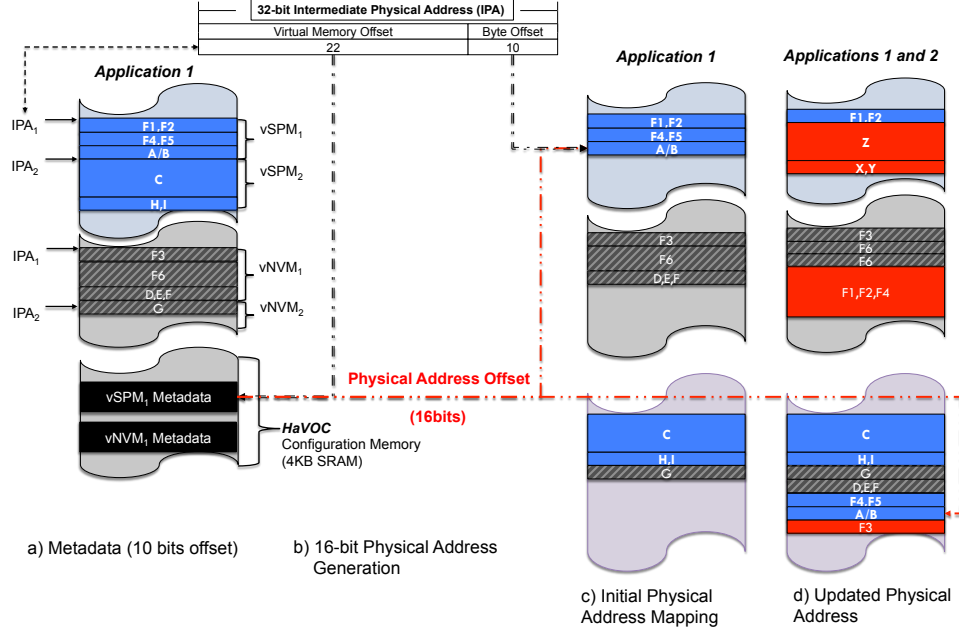 32-bit Intermediate Physical Address (IPA)
Virtual Memory Offset
Byte Offset
22
10
Application 1
IPA1
F1,F2
F4,F5
A/B
vSPM1
IPA2
C
H,I
vSPM2
IPA1
F3
F6
D,E,F
vNVM1
IPA2
G
vNVM2
vSPM1 Metadata
vNVM1 Metadata
HaVOC
Configuration Memory
(4KB SRAM)
Physical Address Offset
(16bits)
Application 1
F1,F2
F4,F5
A/B
F3
F6
D,E,F
C
H,I
G
Applications 1 and 2
F1,F2
Z
X,Y
F3
F6
F6
F1,F2,F4
C
H,I
G
D,E,F
F4,F5
A/B
F3
a) Metadata (10 bits offset)
b) 16-bit Physical Address
Generation
c) Initial Physical
Address Mapping
d) Updated Physical
Address